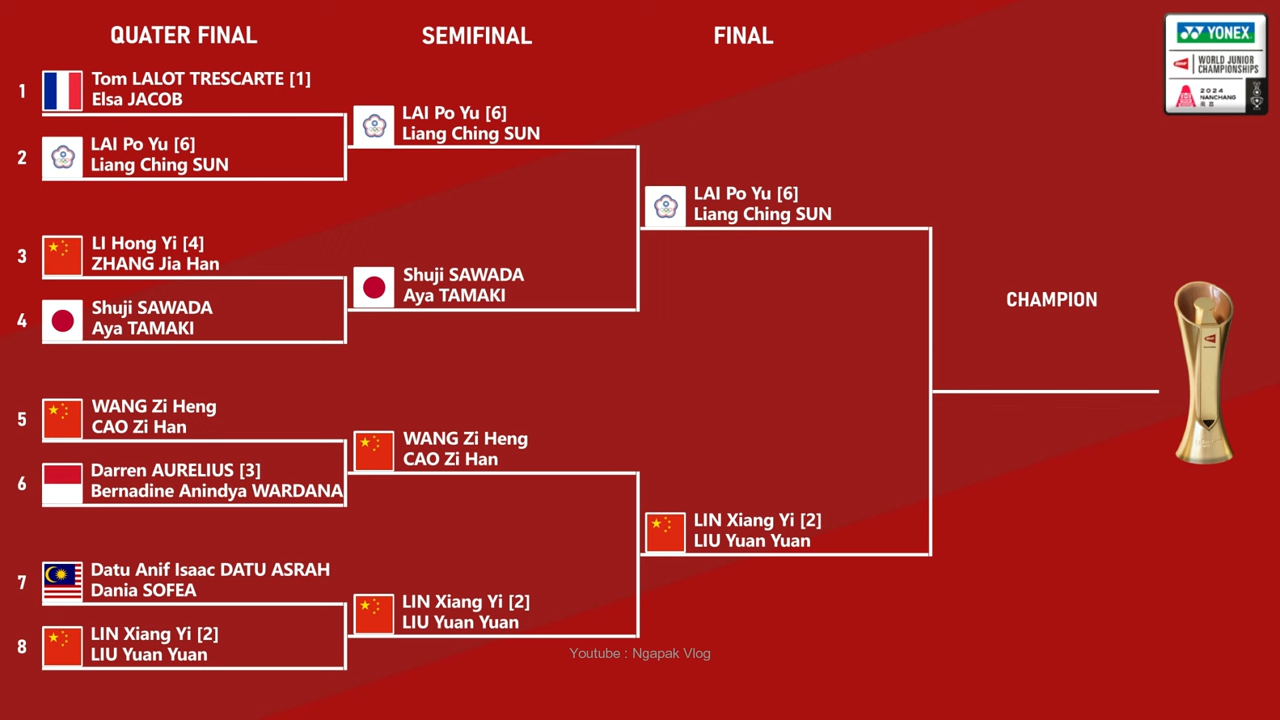 QUATER FINAL
SEMIFINAL
FINAL
YONEX
WORLD JUNIOR
CHAMPIONSHIPS
2024
NANCHANG
南昌
1
Tom LALOT TRESCARTE [1]
Elsa JACOB
2
LAI Po Yu [6]
Liang Ching SUN
3
LI Hong Yi [4]
ZHANG Jia Han
4
Shuji SAWADA
Aya TAMAKI
5
WANG Zi Heng
CAO Zi Han
6
Darren AURELIUS [3]
Bernadine Anindya WARDANA
7
Datu Anif Isaac DATU ASRAH
Dania SOFEA
8
LIN Xiang Yi [2]
LIU Yuan Yuan
LAI Po Yu [6]
Liang Ching SUN
Shuji SAWADA
Aya TAMAKI
WANG Zi Heng
CAO Zi Han
LIN Xiang Yi [2]
LIU Yuan Yuan
LAI Po Yu [6]
Liang Ching SUN
LIN Xiang Yi [2]
LIU Yuan Yuan
CHAMPION
Youtube : Ngapak Vlog